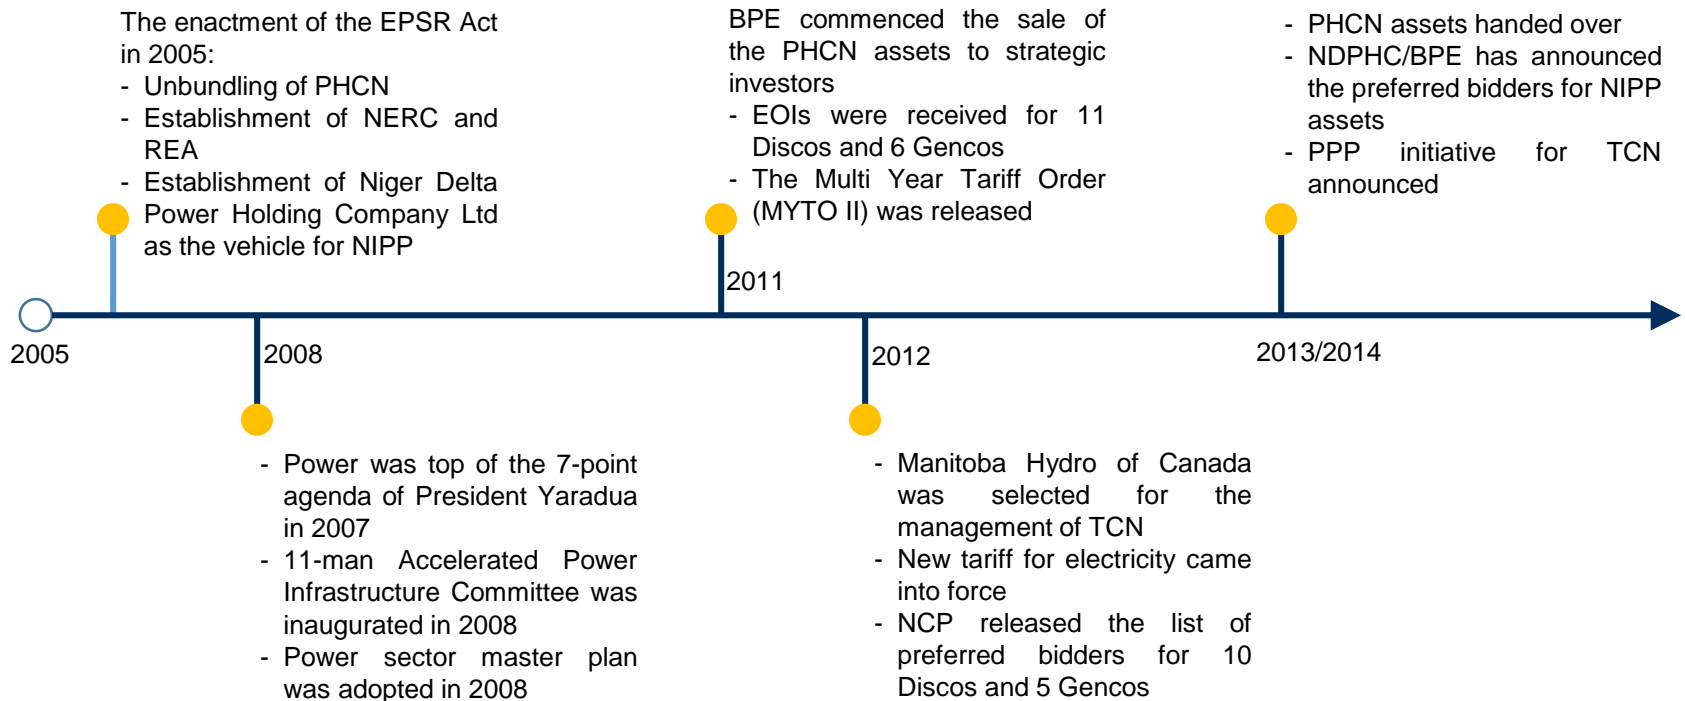 The enactment of the EPSR Act
in 2005:
- Unbundling of PHCN
- Establishment of NERC and
REA
- Establishment of Niger Delta
Power Holding Company Ltd
as the vehicle for NIPP
BPE commenced the sale of
the PHCN assets to strategic
investors
- EOIs were received for 11
Discos and 6 Gencos
- The Multi Year Tariff Order
(MYTO II) was released
- PHCN assets handed over
- NDPHC/BPE has announced
the preferred bidders for NIPP
assets
- PPP initiative for TCN
announced
2011
2005
2008
2012
2013/2014
- Power was top of the 7-point
agenda of President Yaradua
in 2007
- 11-man Accelerated Power
Infrastructure Committee was
inaugurated in 2008
- Power sector master plan
was adopted in 2008
- Manitoba Hydro of Canada
was selected for the
management of TCN
- New tariff for electricity came
into force
- NCP released the list of
preferred bidders for 10
Discos and 5 Gencos